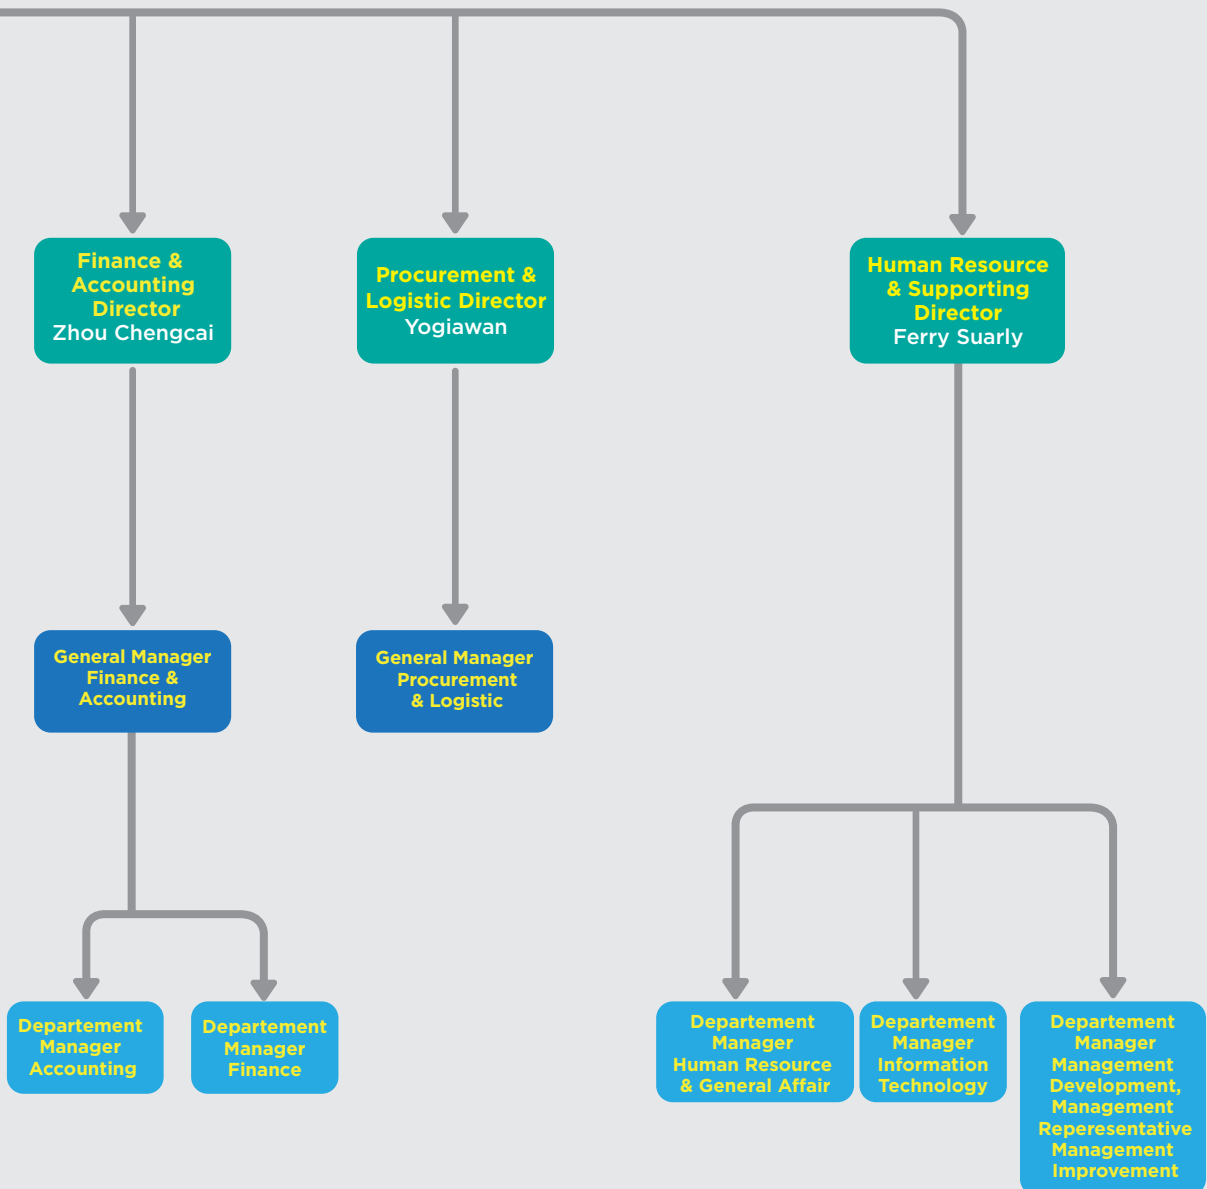 Finance &
Accounting
Director
Zhou Chengcai
Procurement &
Logistic Director
Yogiawan
Human Resource
& Supporting
Director
Ferry Suarly
General Manager
Finance &
Accounting
General Manager
Procurement
& Logistic
Departement
Manager
Accounting
Departement
Manager
Finance
Departement
Manager
Human Resource
& General Affair
Departement
Manager
Information
Technology
Departement
Manager
Management
Development,
Management
Reperesentative
Management
Improvement